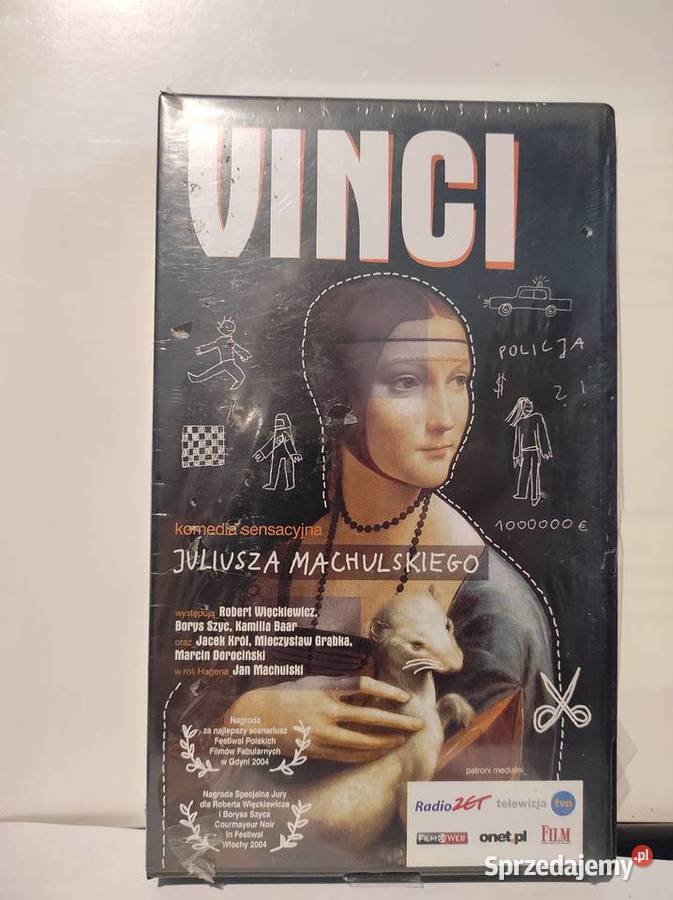 VINCI
POLICJA
$ 2!
1000000 €
komedia sensacyjna
JULIUSZA MACHULSKIEGO
występują Robert Więckiewicz,
Borys Szyc, Kamilla Baar
oraz Jacek Król, Mieczysław Grąbka,
Marcin Dorociński
w roli Hagena Jan Machulski
Nagroda
za najlepszy scenariusz
Festiwal Polskich
Filmów Fabularnych
w Gdyni 2004
Nagroda Specjalna Jury
dla Roberta Więckiewicza
i Borysa Szyca
Courmayeur Noir
In Festiwal
Włochy 2004
patroni medialni
Radio ZET telewizja tvn
FILMWEB onet.pl FILM
Sprzedajemy.pl